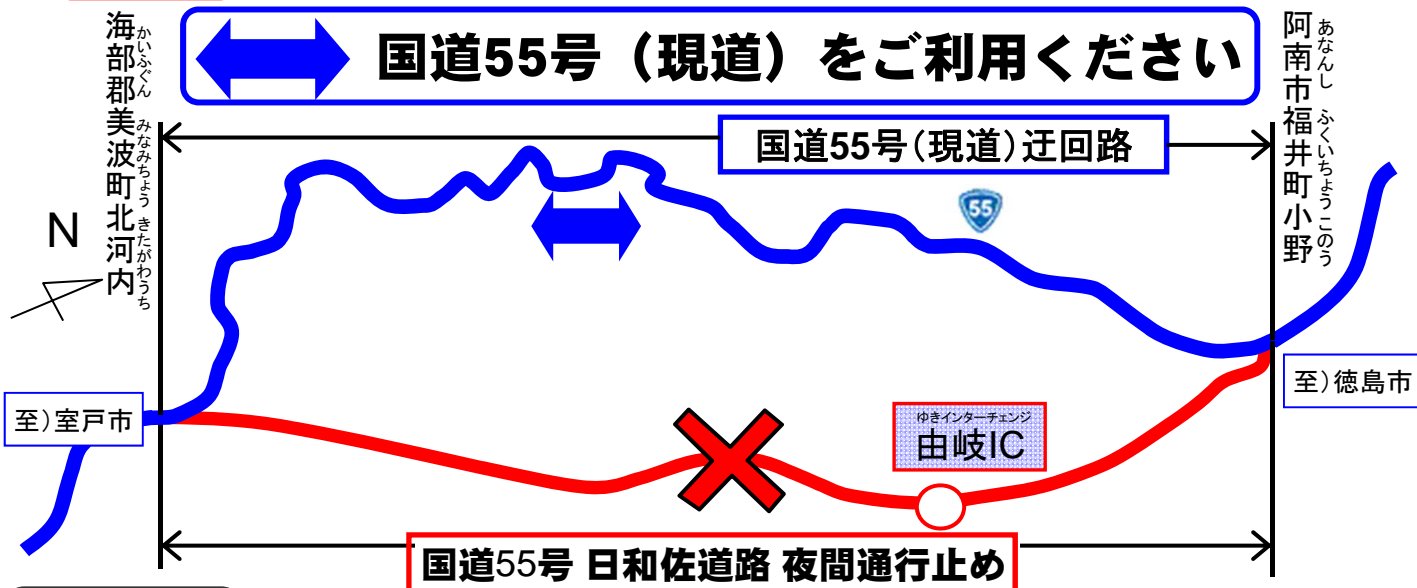 国道55号（現道）をご利用ください
海部郡美波町北河内
かいふぐん みなみちょう きたがわうち
阿南市福井町小野
あなんし ふくいちょう このう
国道55号（現道）迂回路
55
N
至）室戸市
至）徳島市
ゆきインターチェンジ
由岐IC
国道55号 日和佐道路 夜間通行止め